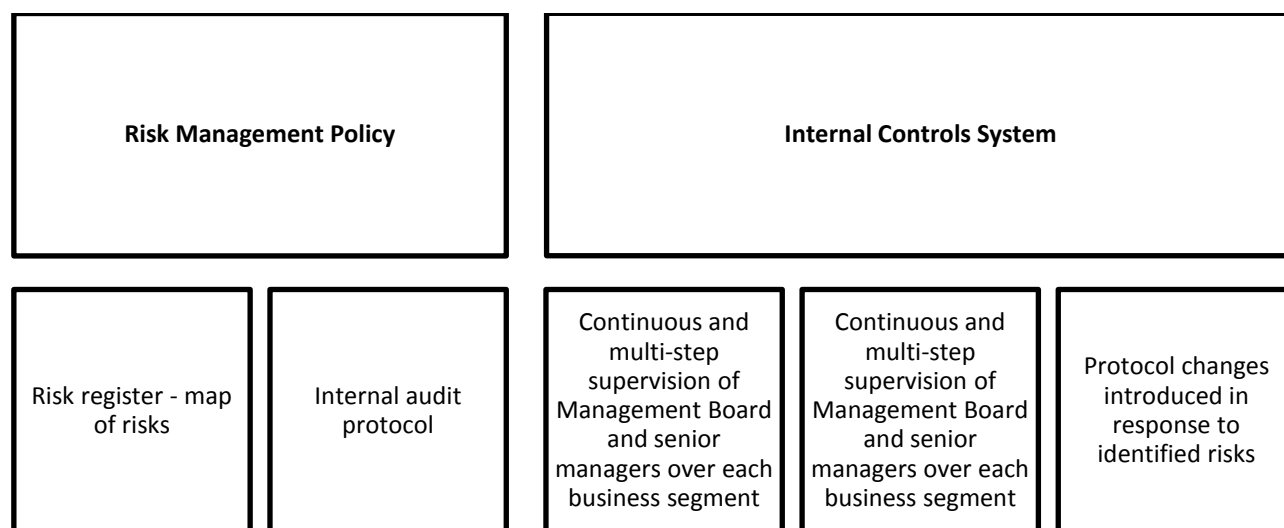 Risk Management Policy
Internal Controls System
Risk register - map
of risks
Internal audit
protocol
Continuous and
multi-step
supervision of
Management Board
and senior
managers over each
business segment
Continuous and
multi-step
supervision of
Management Board
and senior
managers over each
business segment
Protocol changes
introduced in
response to
identified risks